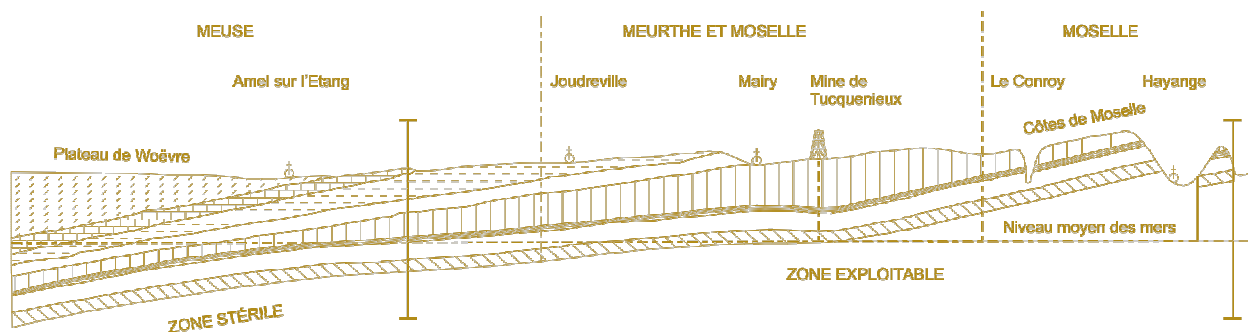 MEUSE
MEURTHE ET MOSELLE
MOSELLE
Amel sur l'Etang
Joudreville
Mairy
Mine de
Tucquenieux
Le Conroy
Hayange
Côtes de Moselle
Plateau de Woëvre
Niveau moyen des mers
ZONE EXPLOITABLE
ZONE STÉRILE